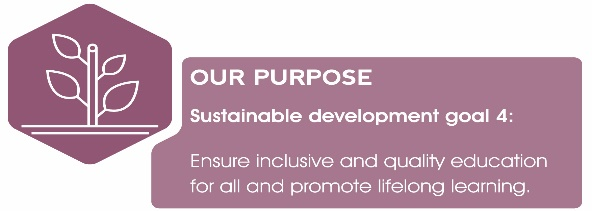 OUR PURPOSE
Sustainable development goal 4:
Ensure inclusive and quality education
for all and promote lifelong learning.